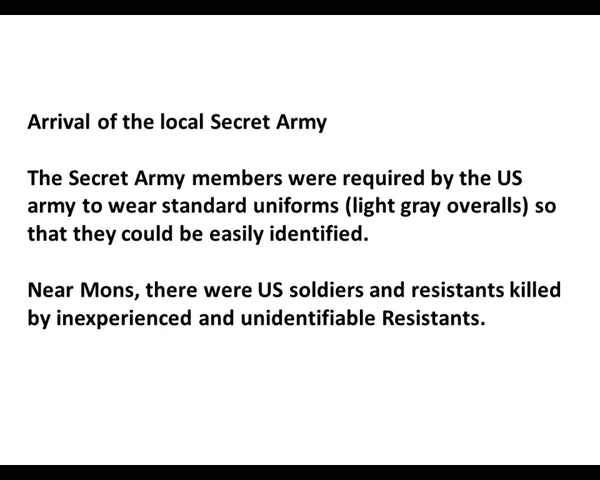 Arrival of the local Secret Army
The Secret Army members were required by the US
army to wear standard uniforms (light gray overalls) so
that they could be easily identified.
Near Mons, there were US soldiers and resistants killed
by inexperienced and unidentifiable Resistants.